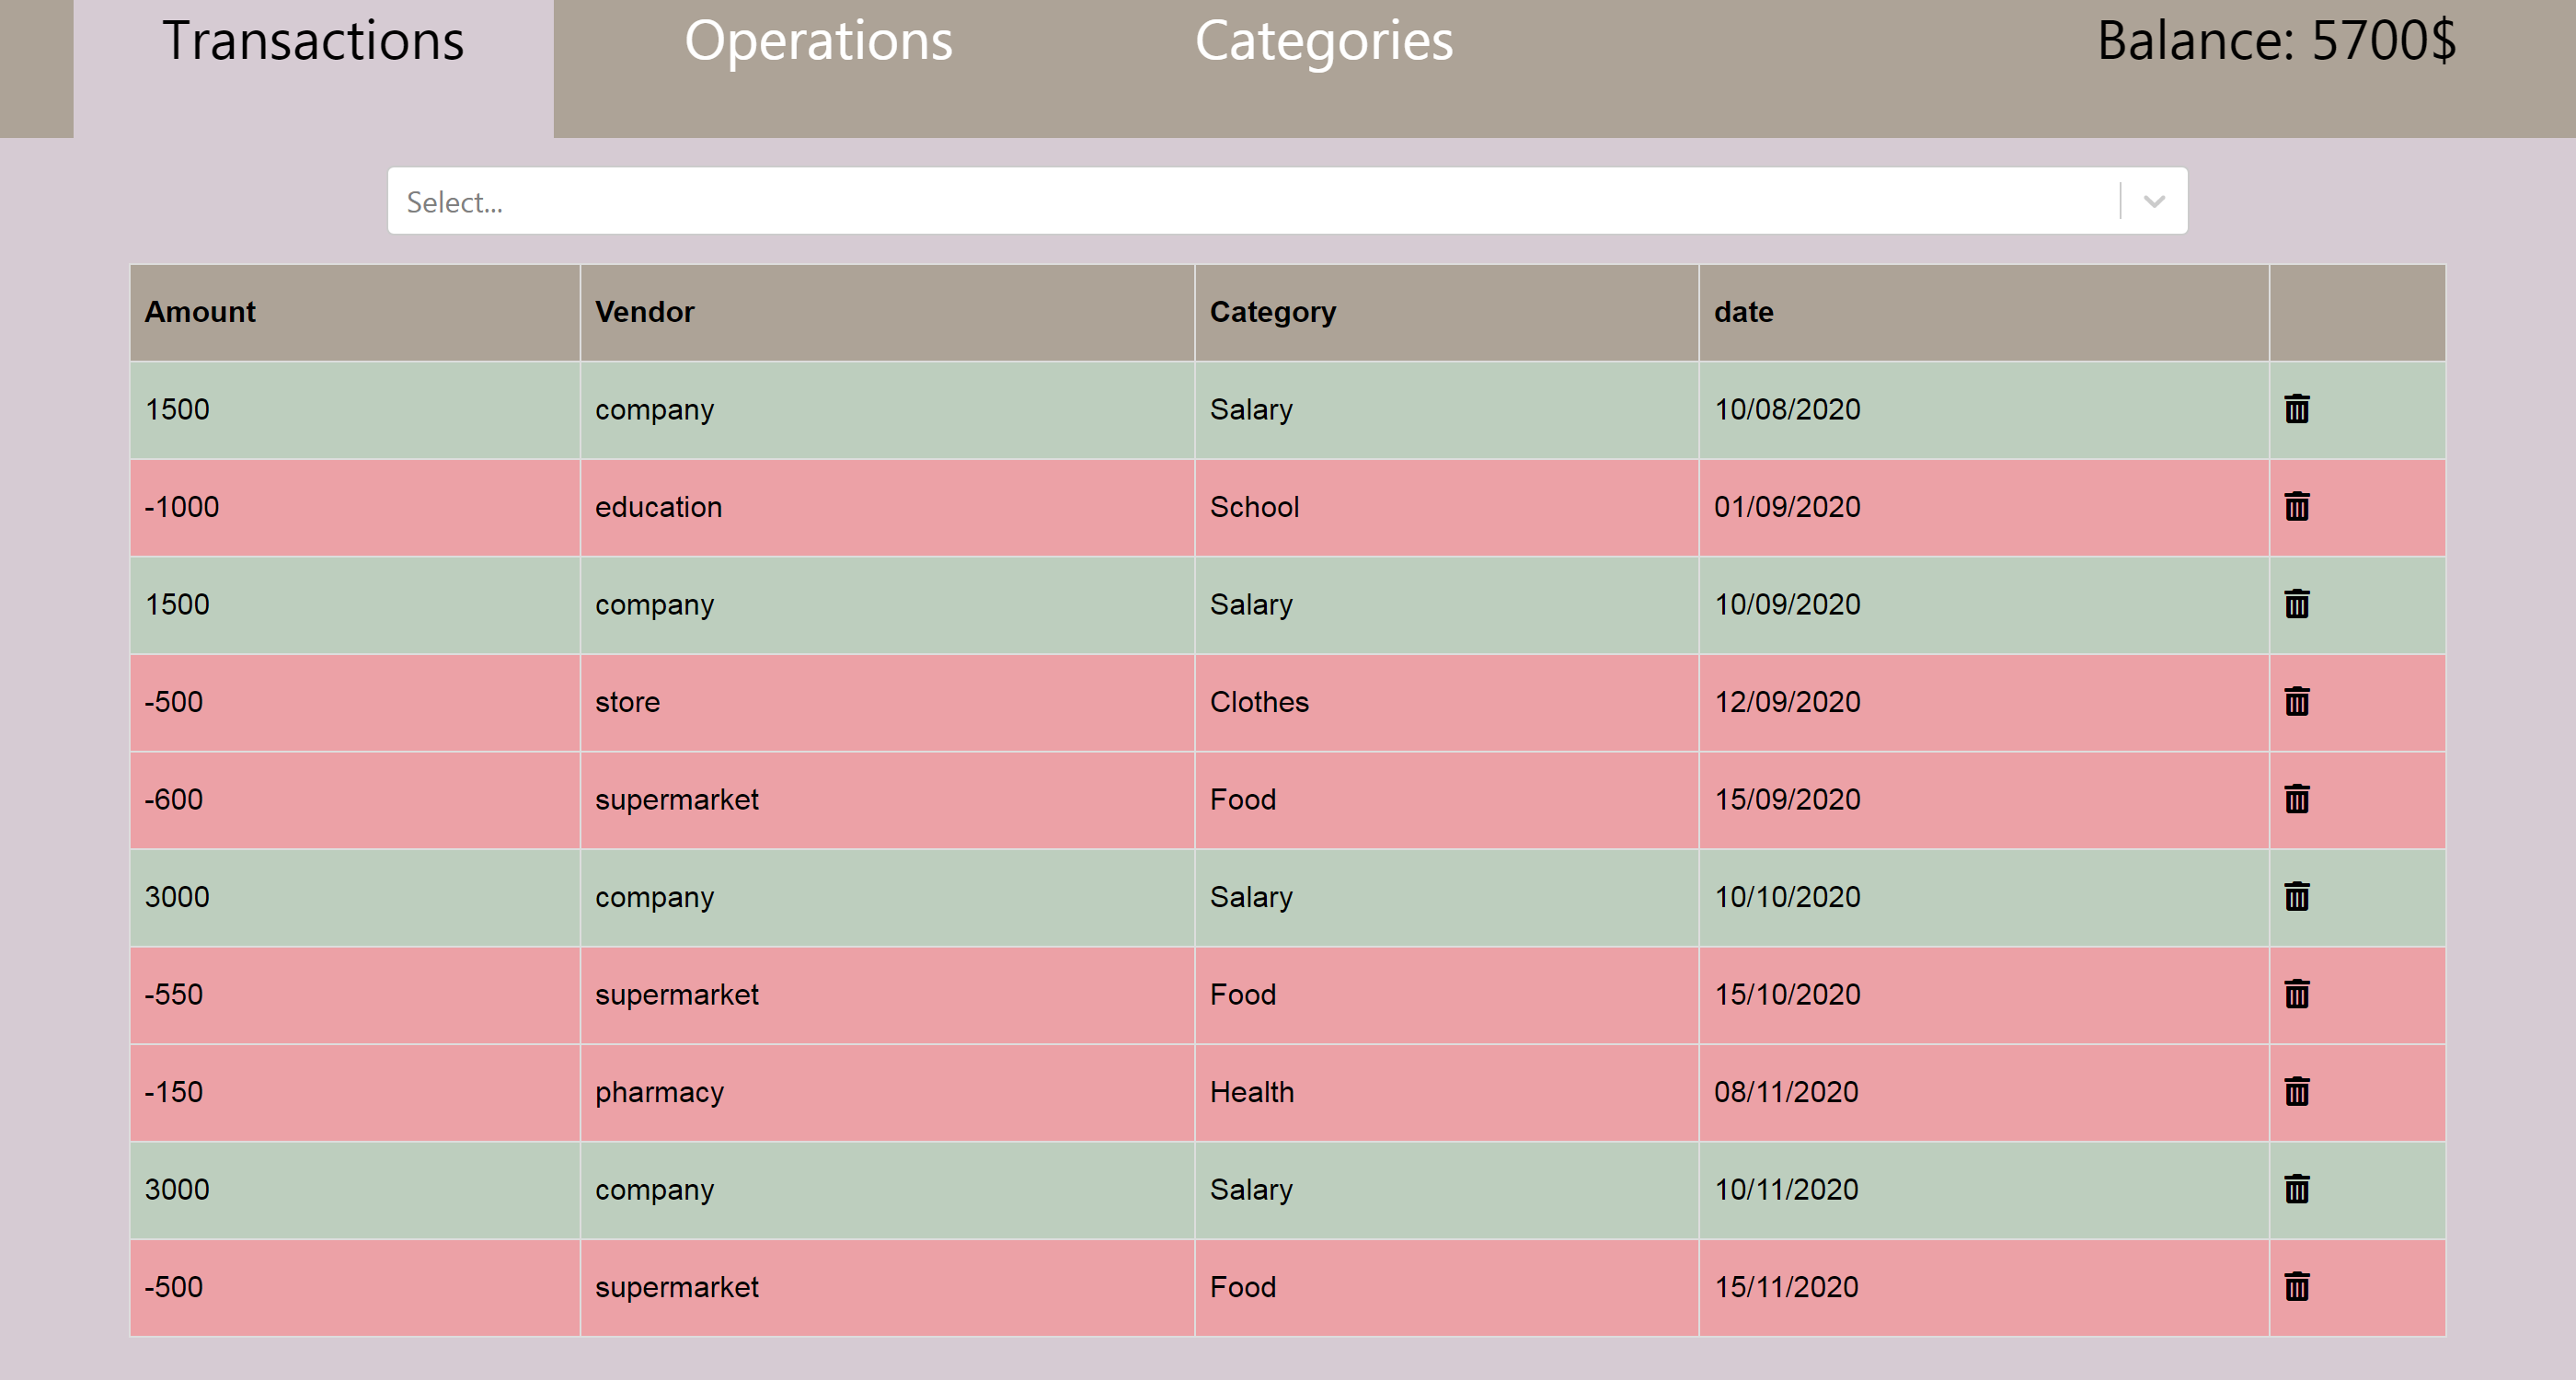 Transactions Operations Categories Balance: 5700$
Select...
Amount Vendor Category date
1500 company Salary 10/08/2020
-1000 education School 01/09/2020
1500 company Salary 10/09/2020
-500 store Clothes 12/09/2020
-600 supermarket Food 15/09/2020
3000 company Salary 10/10/2020
-550 supermarket Food 15/10/2020
-150 pharmacy Health 08/11/2020
3000 company Salary 10/11/2020
-500 supermarket Food 15/11/2020